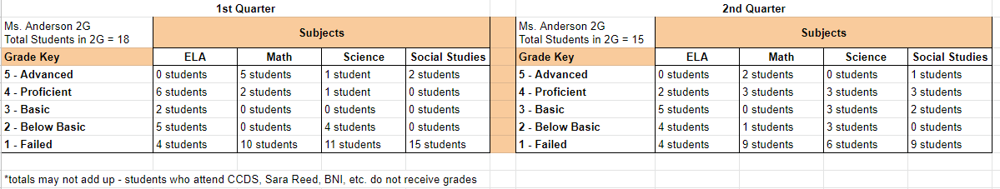 1st Quarter 2nd Quarter
Ms. Anderson 2G
Total Students in 2G = 18
Subjects
Ms. Anderson 2G
Total Students in 2G = 15
Subjects
Grade Key ELA Math Science Social Studies Grade Key ELA Math Science Social Studies
5 - Advanced 0 students 5 students 1 student 2 students 5 - Advanced 0 students 2 students 0 students 1 students
4 - Proficient 6 students 2 students 1 student 0 students 4 - Proficient 2 students 3 students 3 students 3 students
3 - Basic 2 students 0 students 0 students 0 students 3 - Basic 5 students 0 students 3 students 2 students
2 - Below Basic 5 students 0 students 4 students 0 students 2 - Below Basic 4 students 1 students 3 students 0 students
1 - Failed 4 students 10 students 11 students 15 students 1 - Failed 4 students 9 students 6 students 9 students
*totals may not add up - students who attend CCDS, Sara Reed, BNI, etc. do not receive grades